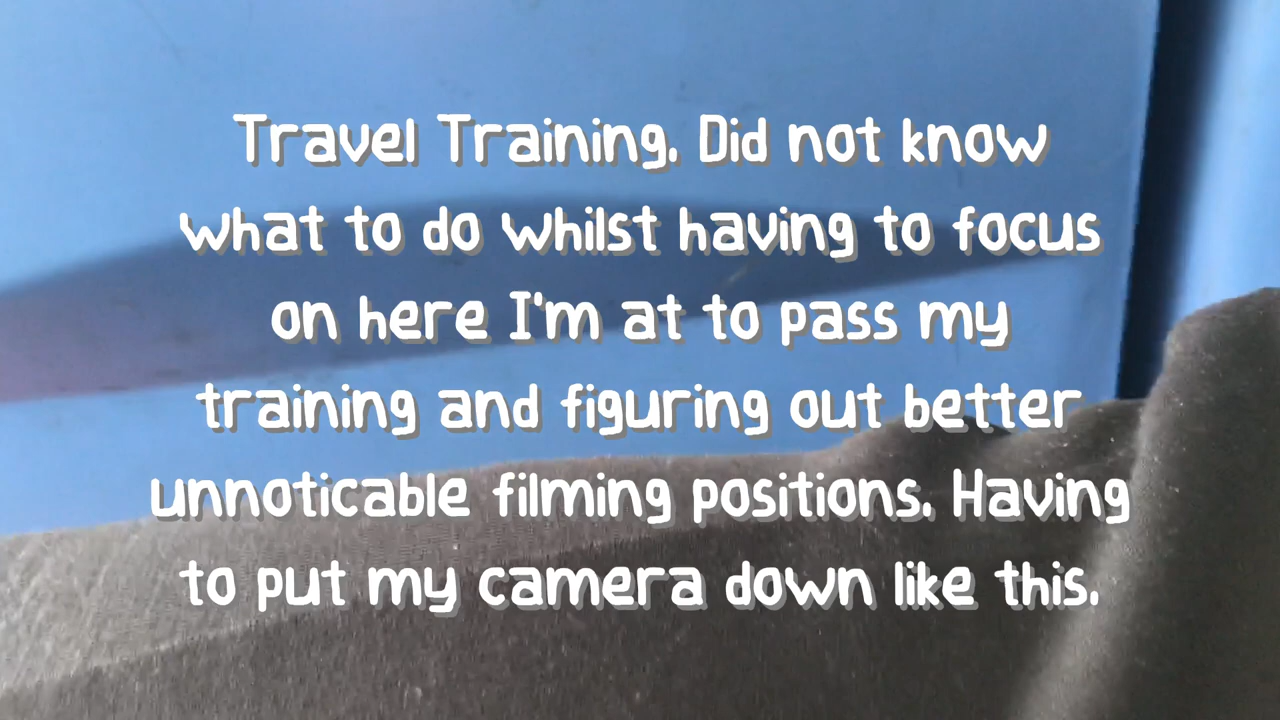 Travel Training. Did not know
what to do whilst having to focus
on here I'm at to pass my
training and figuring out better
unnoticable filming positions. Having
to put my camera down like this.